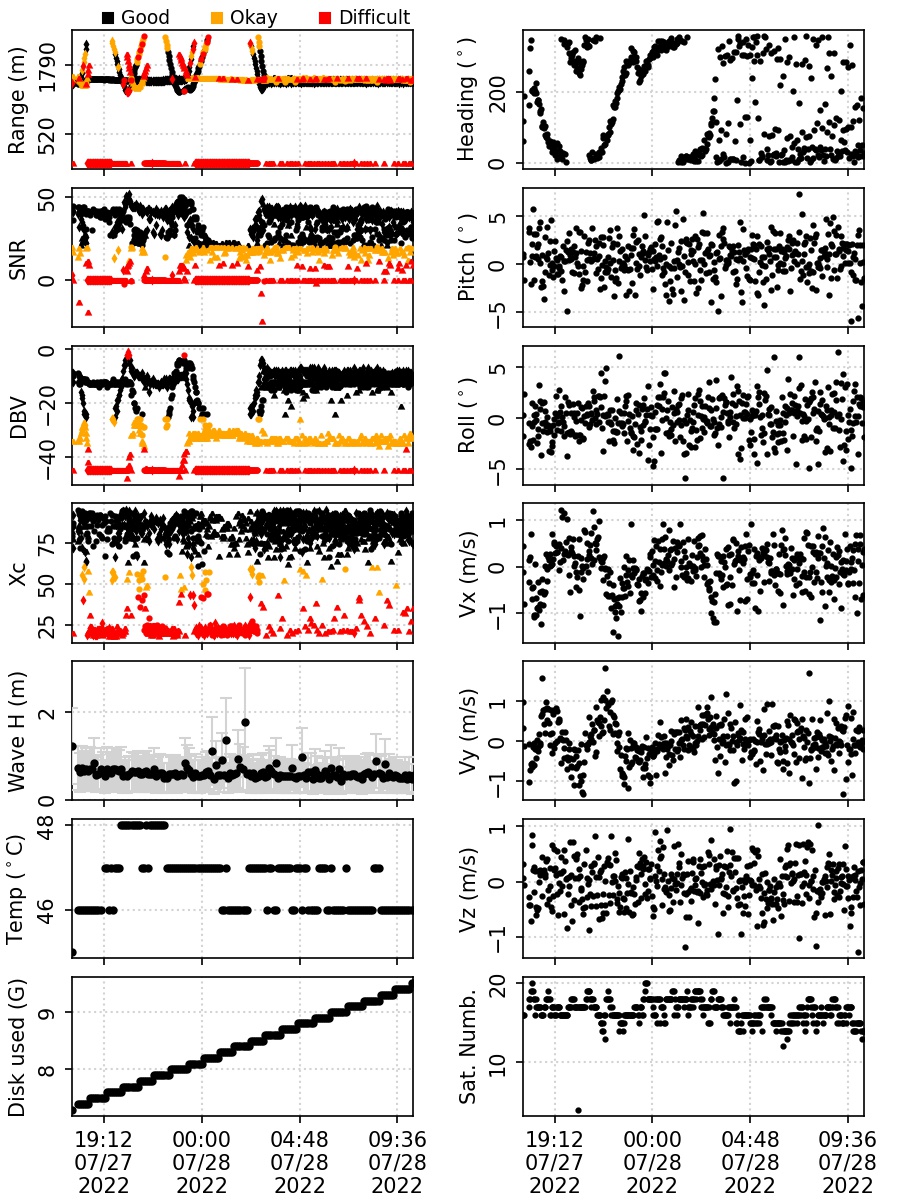 Good Okay Difficult
Range (m)
1790
520
Heading (°)
200
0
SNR
50
0
Pitch (°)
5
0
−5
DBV
0
−20
−40
Roll (°)
5
0
−5
Xc
75
50
25
Vx (m/s)
1
0
−1
Wave H (m)
2
0
Vy (m/s)
1
0
−1
Temp (°C)
48
46
Vz (m/s)
1
0
−1
Disk used (G)
9
8
Sat. Numb.
20
10
19:12 00:00 04:48 09:36
07/27 07/28 07/28 07/28
2022 2022 2022 2022
19:12 00:00 04:48 09:36
07/27 07/28 07/28 07/28
2022 2022 2022 2022